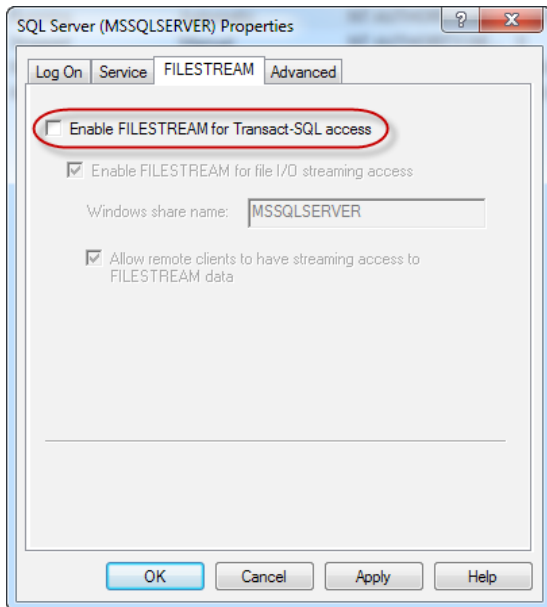 SQL Server (MSSQLSERVER) Properties
Log On Service FILESTREAM Advanced
Enable FILESTREAM for Transact-SQL access
Enable FILESTREAM for file I/O streaming access
Windows share name: MSSQLSERVER
Allow remote clients to have streaming access to
FILESTREAM data
OK Cancel Apply Help